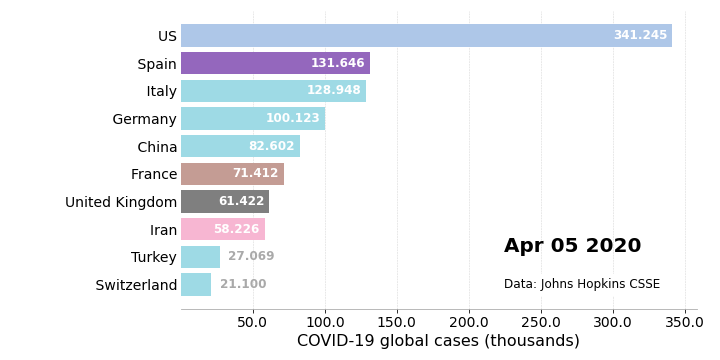 US 341.245
Spain 131.646
Italy 128.948
Germany 100.123
China 82.602
France 71.412
United Kingdom 61.422
Iran 58.226
Turkey 27.069
Switzerland 21.100
Apr 05 2020
Data: Johns Hopkins CSSE
50.0 100.0 150.0 200.0 250.0 300.0 350.0
COVID-19 global cases (thousands)